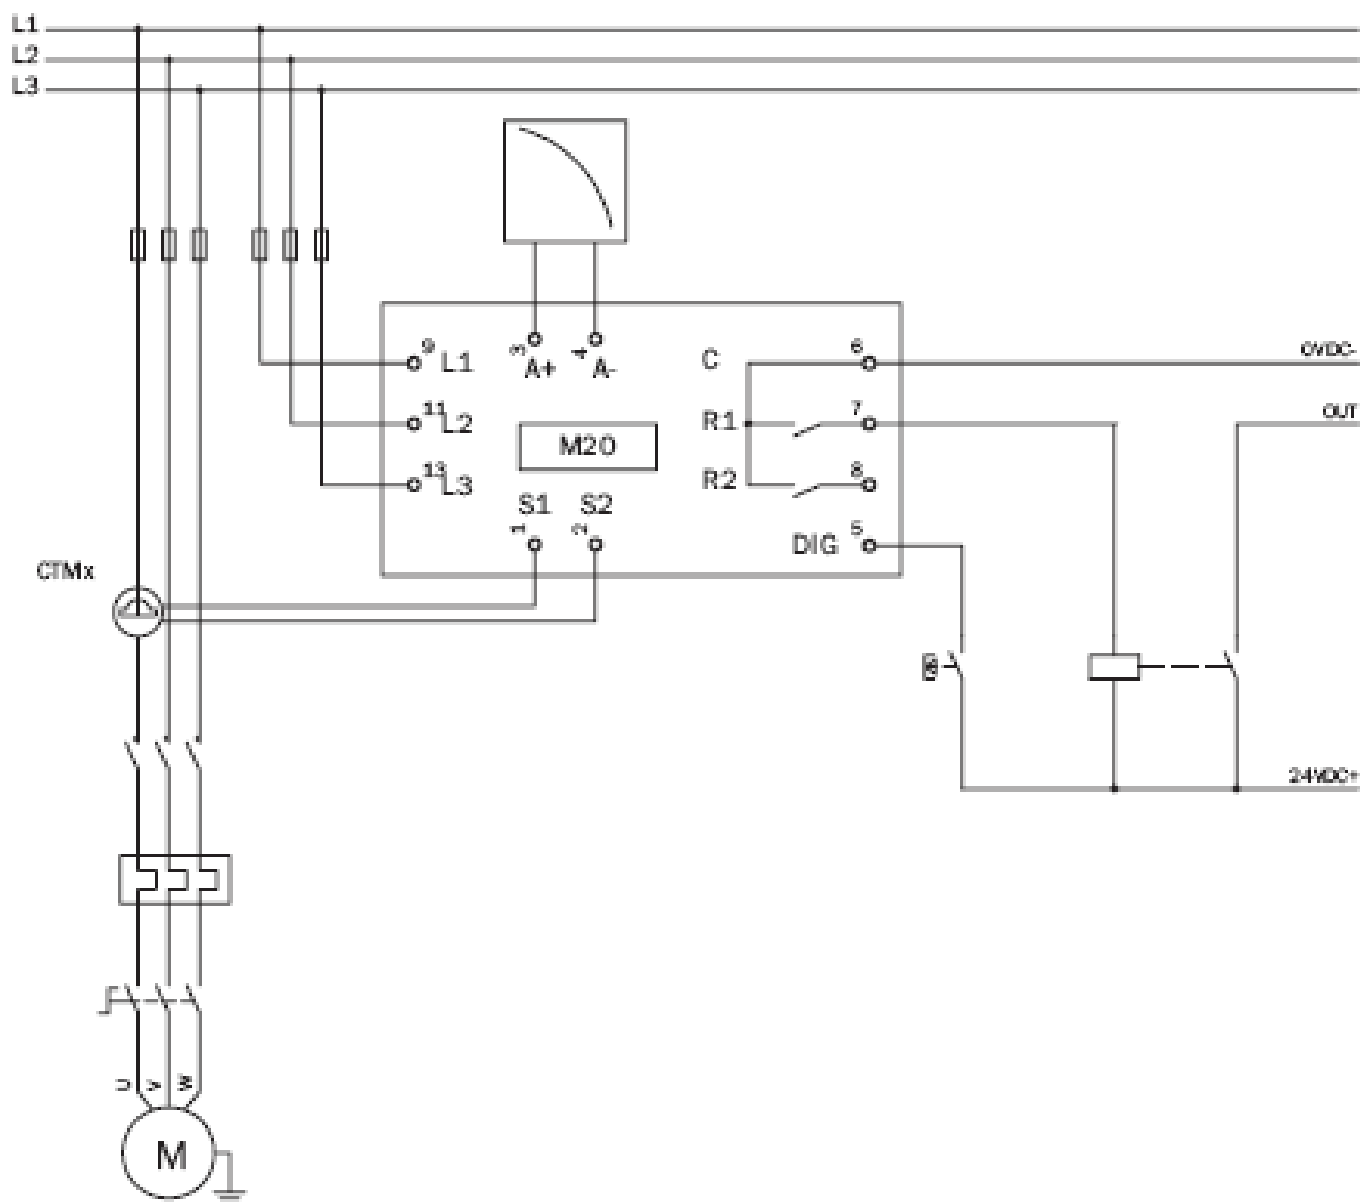 L1
L2
L3
9 L1
3 A+
4 A-
C 6
0VDC-
11 L2
M20
R1 7
OUT
13 L3
R2 8
S1 S2
1 2
DIG 5
CTMx
24VDC+
U V W
M